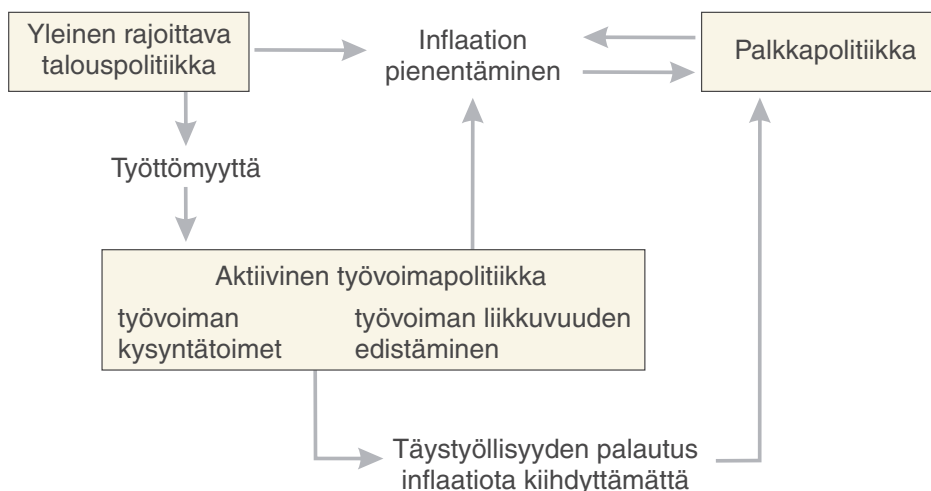 Yleinen rajoittava
talouspolitiikka
Inflaation
pienentäminen
Palkkapolitiikka
Työttömyyttä
Aktiivinen työvoimapolitiikka
työvoiman
kysyntätoimet
työvoiman liikkuvuuden
edistäminen
Täystyöllisyyden palautus
inflaatiota kiihdyttämättä